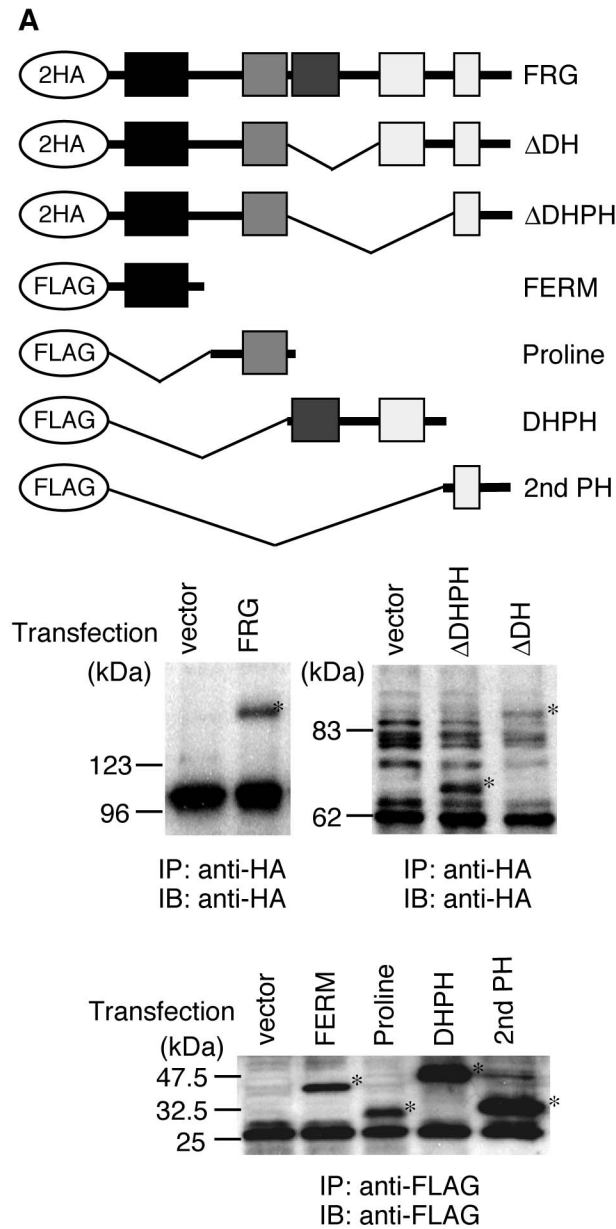 A
2HA FRG
2HA ΔDH
2HA ΔDHPH
FLAG FERM
FLAG Proline
FLAG DHPH
FLAG 2nd PH
Transfection vector FRG vector ΔDHPH ΔDH
(kDa) (kDa)
*
*
83
123
*
96 62
IP: anti-HA IP: anti-HA
IB: anti-HA IB: anti-HA
Transfection vector FERM Proline DHPH 2nd PH
(kDa)
47.5 * *
32.5 * *
25
IP: anti-FLAG
IB: anti-FLAG